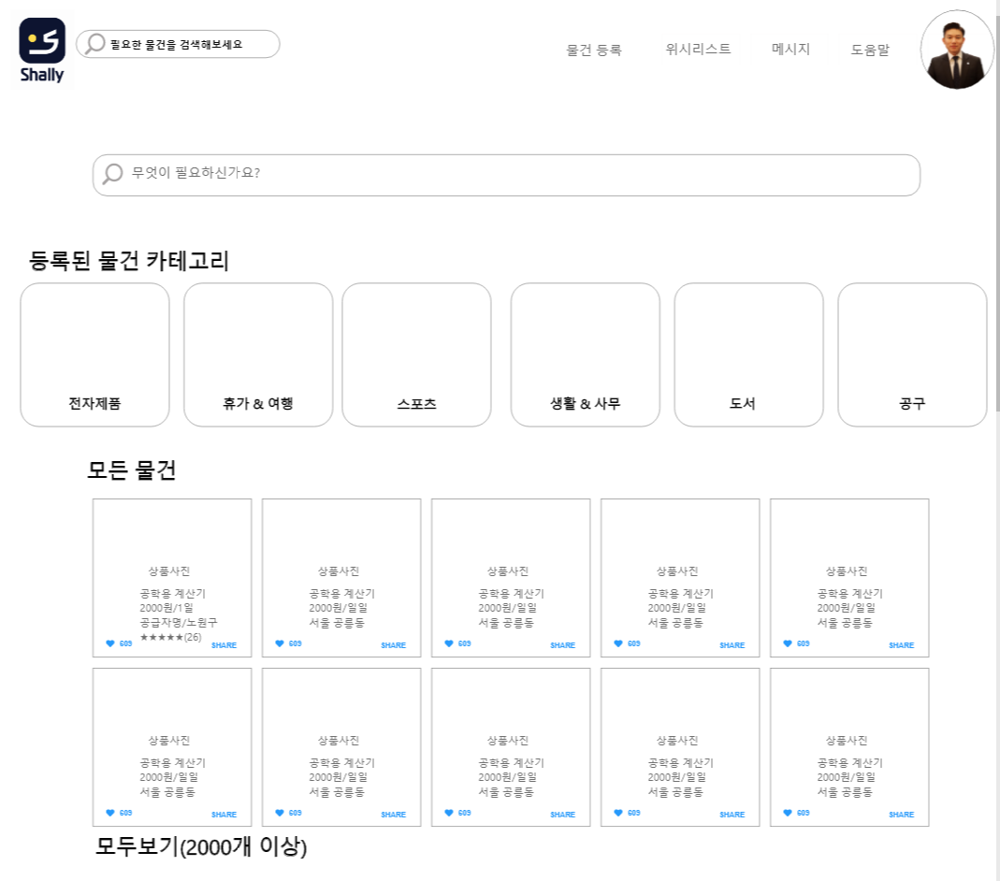 Shally
필요한 물건을 검색해보세요
물건 등록
위시리스트
메시지
도움말
무엇이 필요하신가요?
등록된 물건 카테고리
전자제품
휴가 & 여행
스포츠
생활 & 사무
도서
공구
모든 물건
상품사진
공학용 계산기
2000원/1일
공급자명/노원구
★★★★★(26)
609
SHARE
상품사진
공학용 계산기
2000원/일일
서울 공릉동
609
SHARE
상품사진
공학용 계산기
2000원/일일
서울 공릉동
609
SHARE
상품사진
공학용 계산기
2000원/일일
서울 공릉동
609
SHARE
상품사진
공학용 계산기
2000원/일일
서울 공릉동
609
SHARE
상품사진
공학용 계산기
2000원/일일
서울 공릉동
609
SHARE
상품사진
공학용 계산기
2000원/일일
서울 공릉동
609
SHARE
상품사진
공학용 계산기
2000원/일일
서울 공릉동
609
SHARE
상품사진
공학용 계산기
2000원/일일
서울 공릉동
609
SHARE
상품사진
공학용 계산기
2000원/일일
서울 공릉동
609
SHARE
모두보기(2000개 이상)